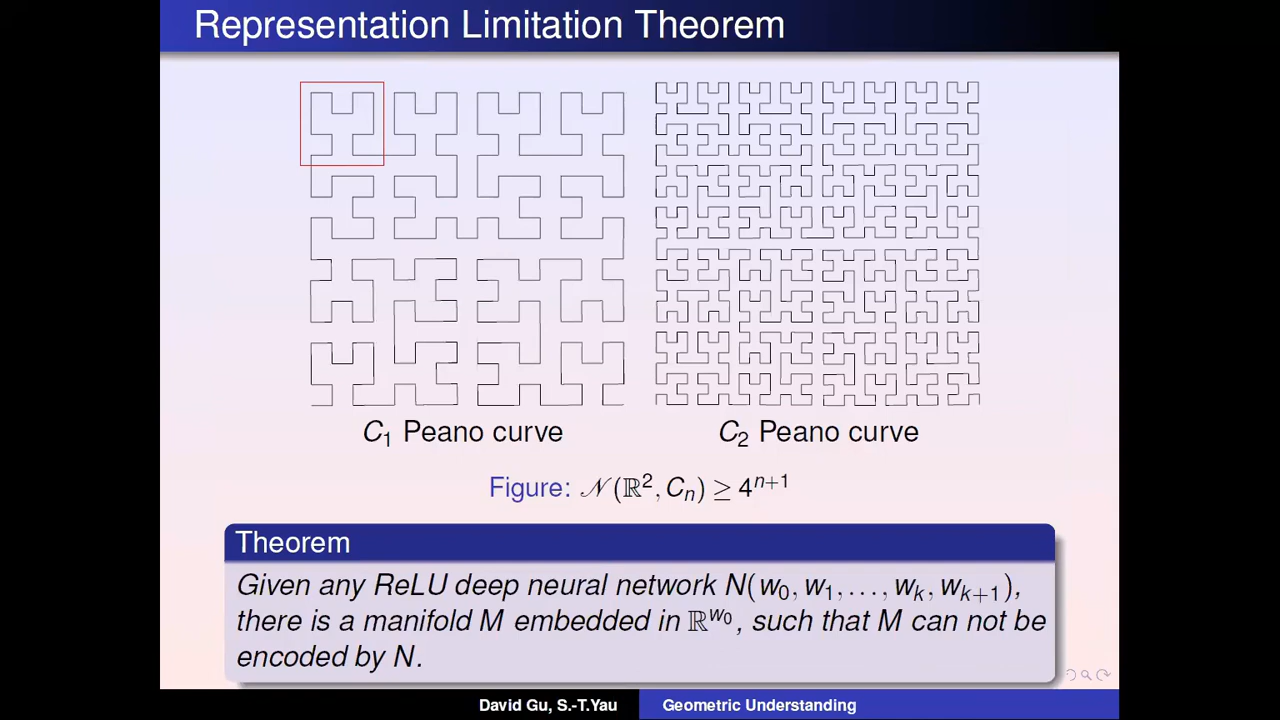 Representation Limitation Theorem
C₁ Peano curve
C₂ Peano curve
Figure: 𝒩(ℝ², Cₙ) ≥ 4ⁿ⁺¹
Theorem
Given any ReLU deep neural network N(w₀, w₁, …, wₖ, wₖ₊₁),
there is a manifold M embedded in ℝ^w₀, such that M can not be
encoded by N.
David Gu, S.-T.Yau
Geometric Understanding